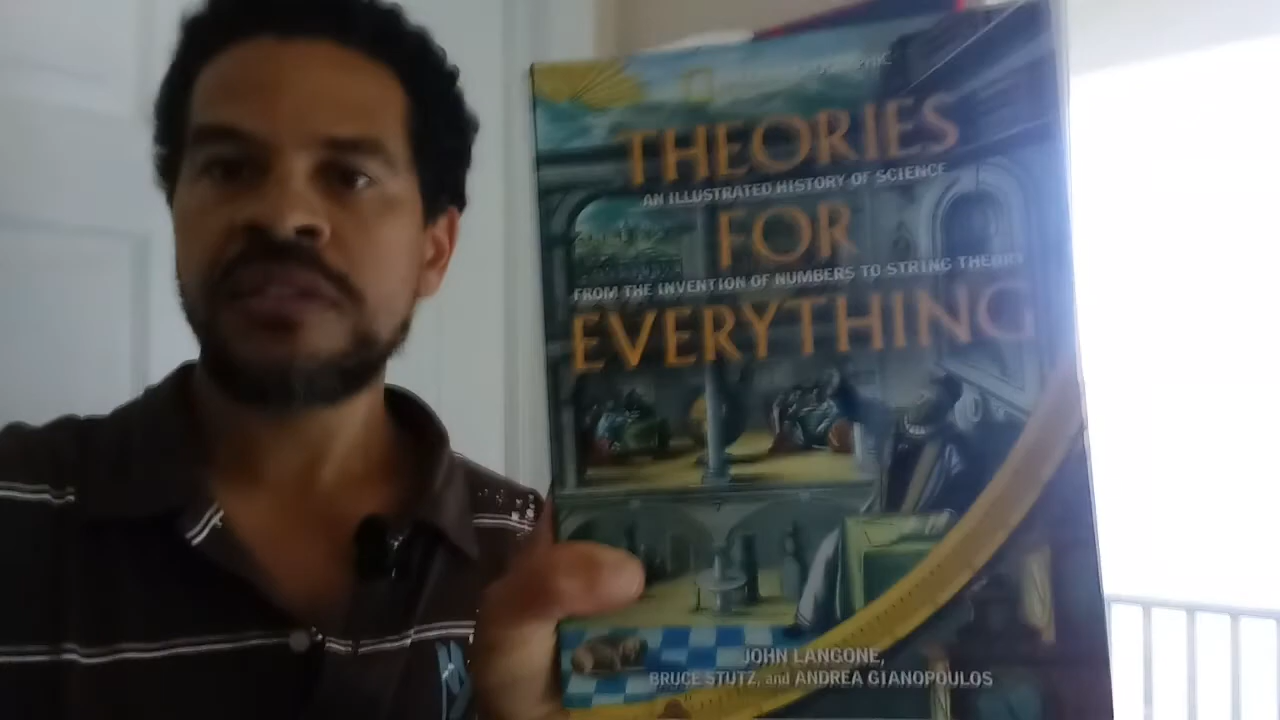 THEORIES
AN ILLUSTRATED HISTORY OF SCIENCE
FOR
FROM THE INVENTION OF NUMBERS TO STRING THEORY
EVERYTHING
JOHN LANGONE,
BRUCE STUTZ, and ANDREA GIANOPOULOS